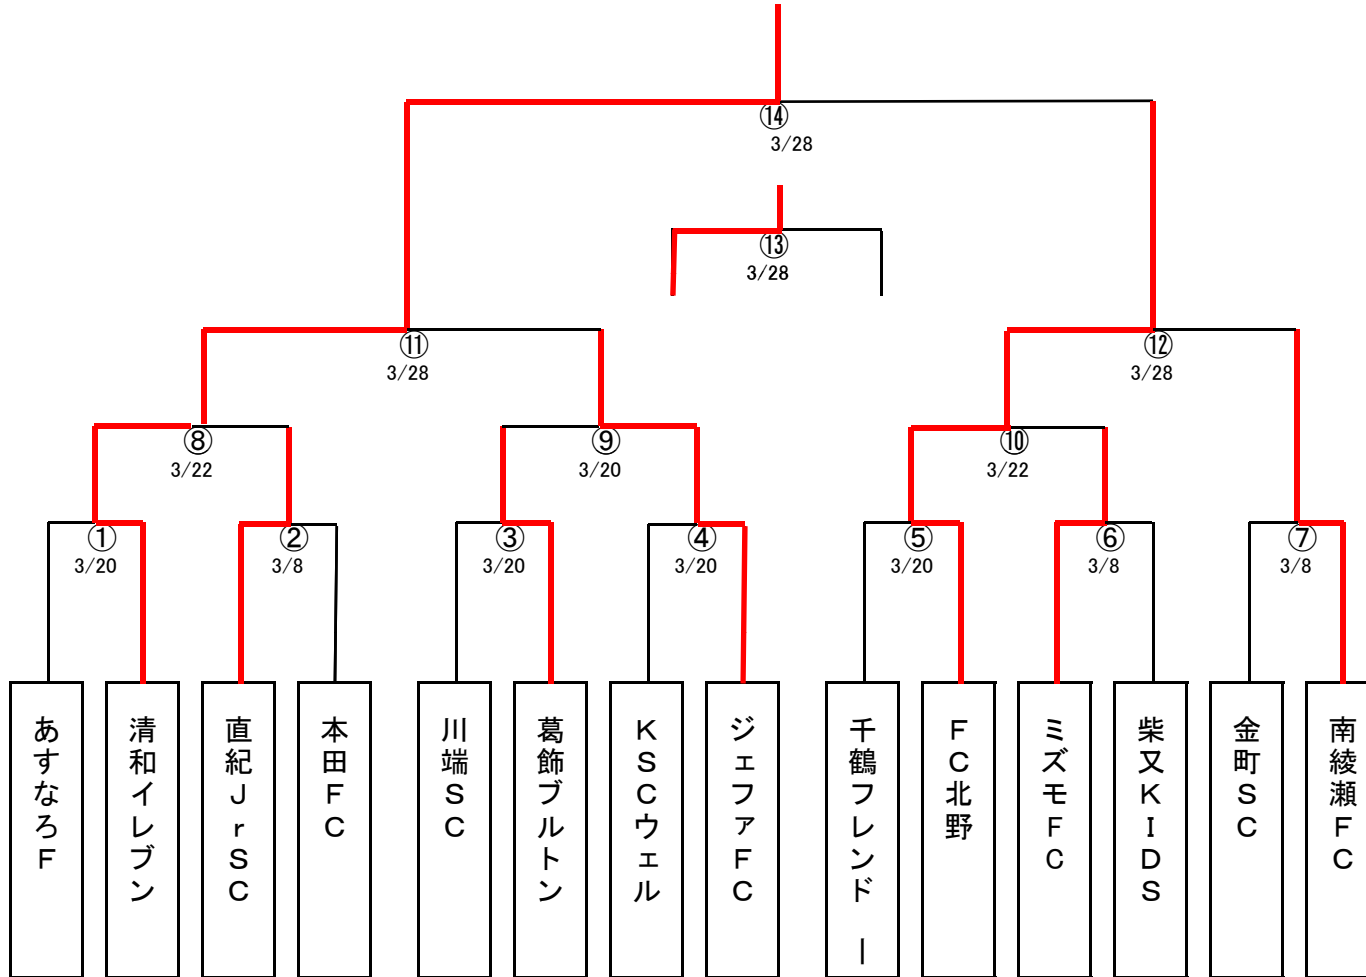 ⑭
3/28
⑬
3/28
⑪
3/28
⑫
3/28
⑧
3/22
⑨
3/20
⑩
3/22
①
3/20
②
3/8
③
3/20
④
3/20
⑤
3/20
⑥
3/8
⑦
3/8
あすなろF
清和イレブン
直紀JrSC
本田FC
川端SC
葛飾ブルトン
KSCウェル
ジェファFC
千鶴フレンドー
FC北野
ミズモFC
柴又KIDS
金町SC
南綾瀬FC